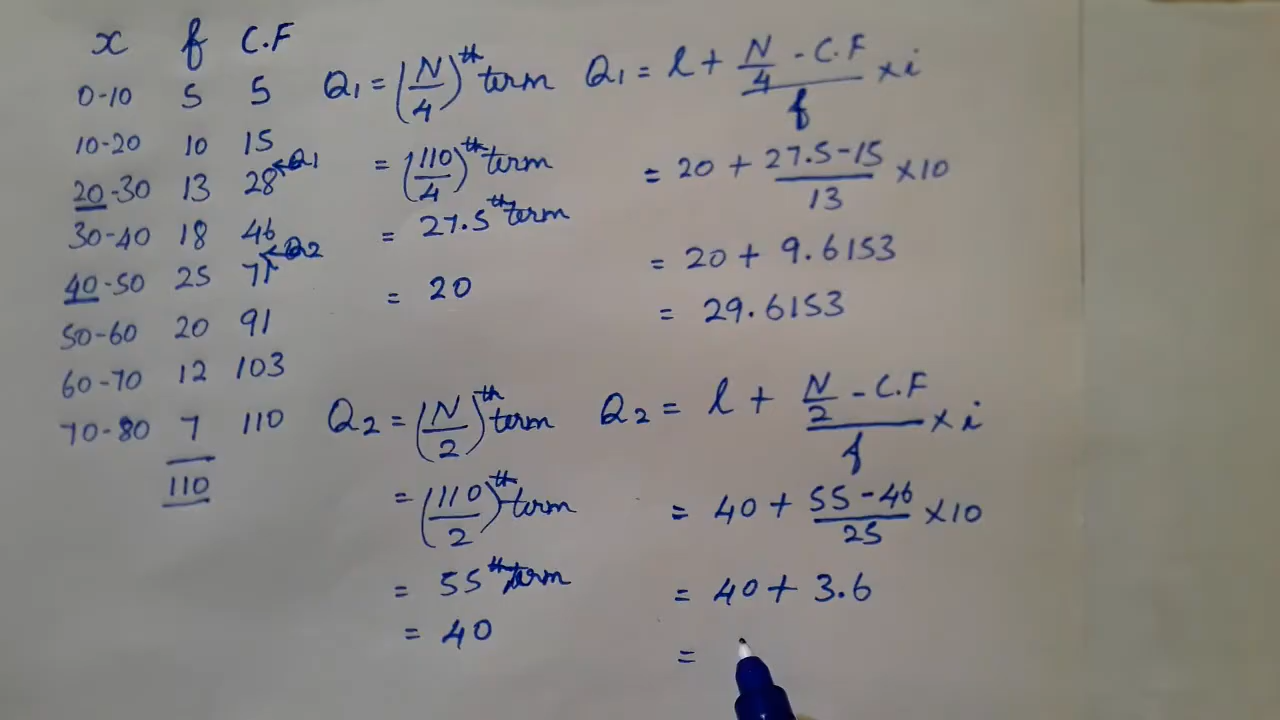 x f C.F
0-10 5 5
10-20 10 15
20-30 13 28 ←Q1
30-40 18 46
40-50 25 71 ←Q2
50-60 20 91
60-70 12 103
70-80 7 110
110
Q1 = (N/4)th term
= (110/4)th term
= 27.5th term
= 20
Q1 = l + (N/4 - C.F)/f × i
= 20 + (27.5-15)/13 × 10
= 20 + 9.6153
= 29.6153
Q2 = (N/2)th term
= (110/2)th term
= 55th term
= 40
Q2 = l + (N/2 - C.F)/f × i
= 40 + (55-46)/25 × 10
= 40 + 3.6
=